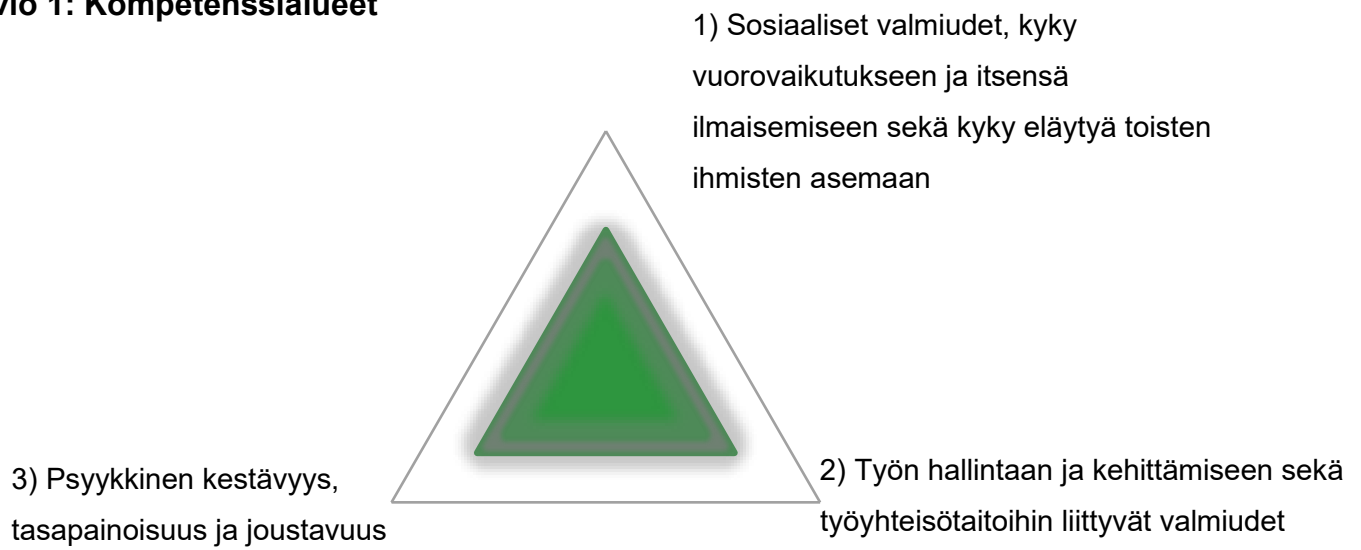 vio 1: Kompetenssialueet
1) Sosiaaliset valmiudet, kyky
vuorovaikutukseen ja itsensä
ilmaisemiseen sekä kyky eläytyä toisten
ihmisten asemaan
3) Psyykkinen kestävyys,
tasapainoisuus ja joustavuus
2) Työn hallintaan ja kehittämiseen sekä
työyhteisötaitoihin liittyvät valmiudet